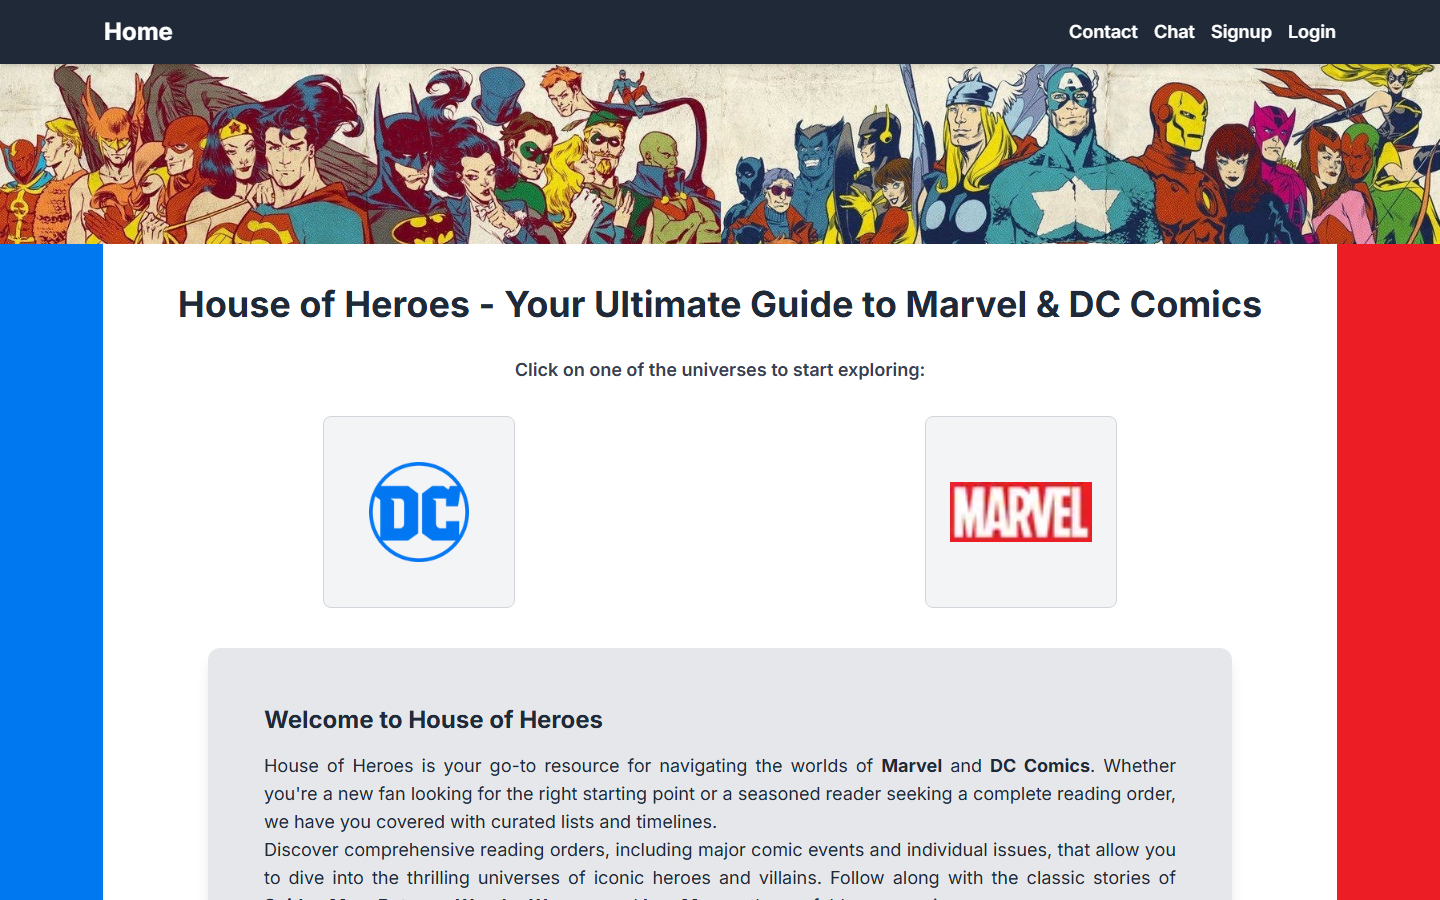 Home
Contact Chat Signup Login
House of Heroes - Your Ultimate Guide to Marvel & DC Comics
Click on one of the universes to start exploring:
DC
MARVEL
Welcome to House of Heroes
House of Heroes is your go-to resource for navigating the worlds of Marvel and DC Comics. Whether
you're a new fan looking for the right starting point or a seasoned reader seeking a complete reading order,
we have you covered with curated lists and timelines.
Discover comprehensive reading orders, including major comic events and individual issues, that allow you
to dive into the thrilling universes of iconic heroes and villains. Follow along with the classic stories of